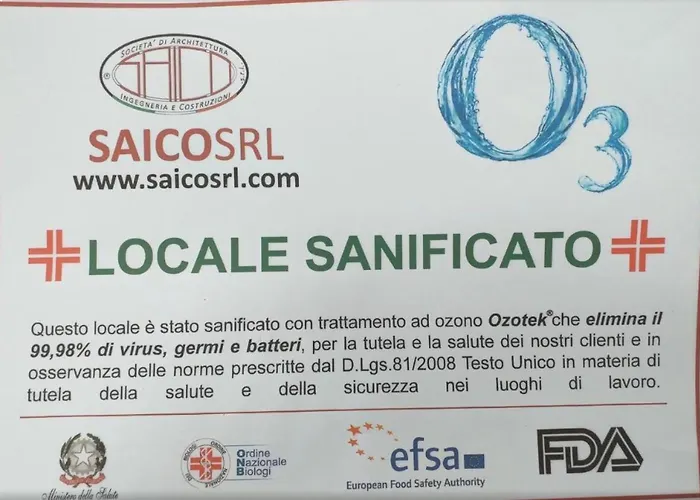 SOCIETA' DI ARCHITETTURA
SAICO
INGEGNERIA E COSTRUZIONI
SAICOSRL
www.saicosrl.com
O3
LOCALE SANIFICATO
Questo locale è stato sanificato con trattamento ad ozono Ozotek® che elimina il
99,98% di virus, germi e batteri, per la tutela e la salute dei nostri clienti e in
osservanza delle norme prescritte dal D.Lgs.81/2008 Testo Unico in materia di
tutela della salute e della sicurezza nei luoghi di lavoro.
Ministero della Salute
Ordine
Nazionale
Biologi
efsa
European Food Safety Authority
FDA